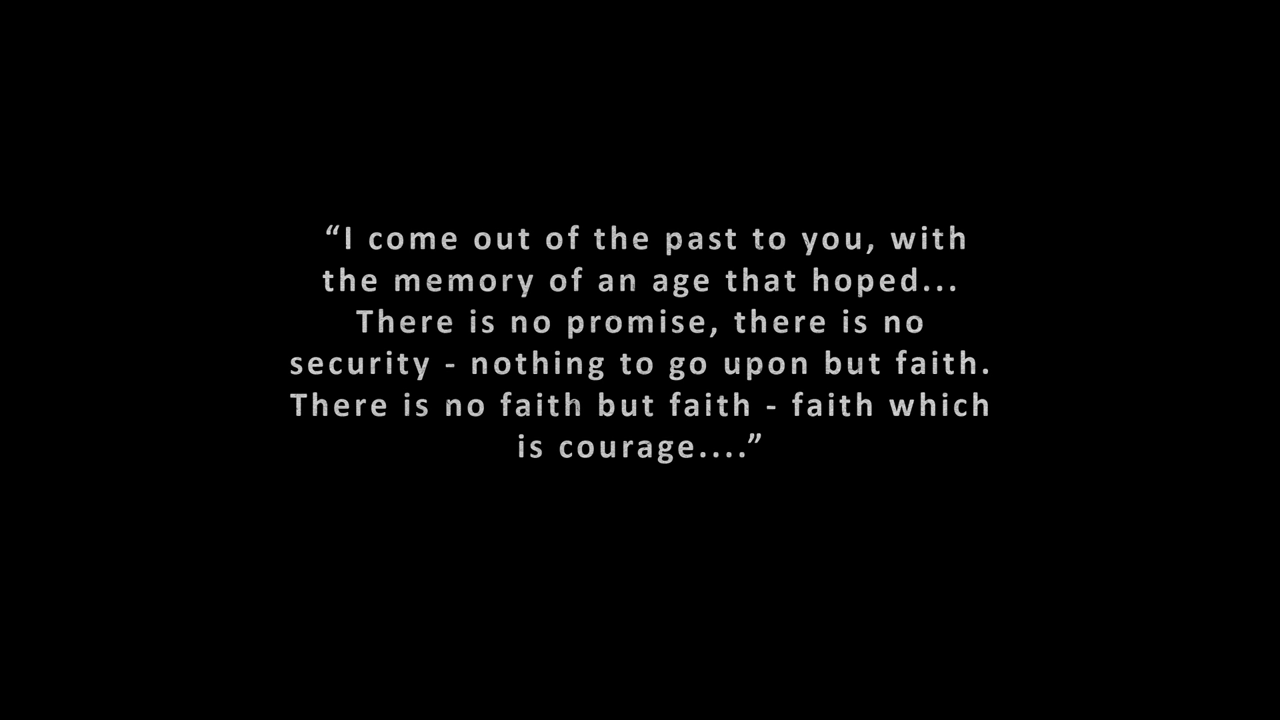 “I come out of the past to you, with
the memory of an age that hoped...
There is no promise, there is no
security - nothing to go upon but faith.
There is no faith but faith - faith which
is courage....”